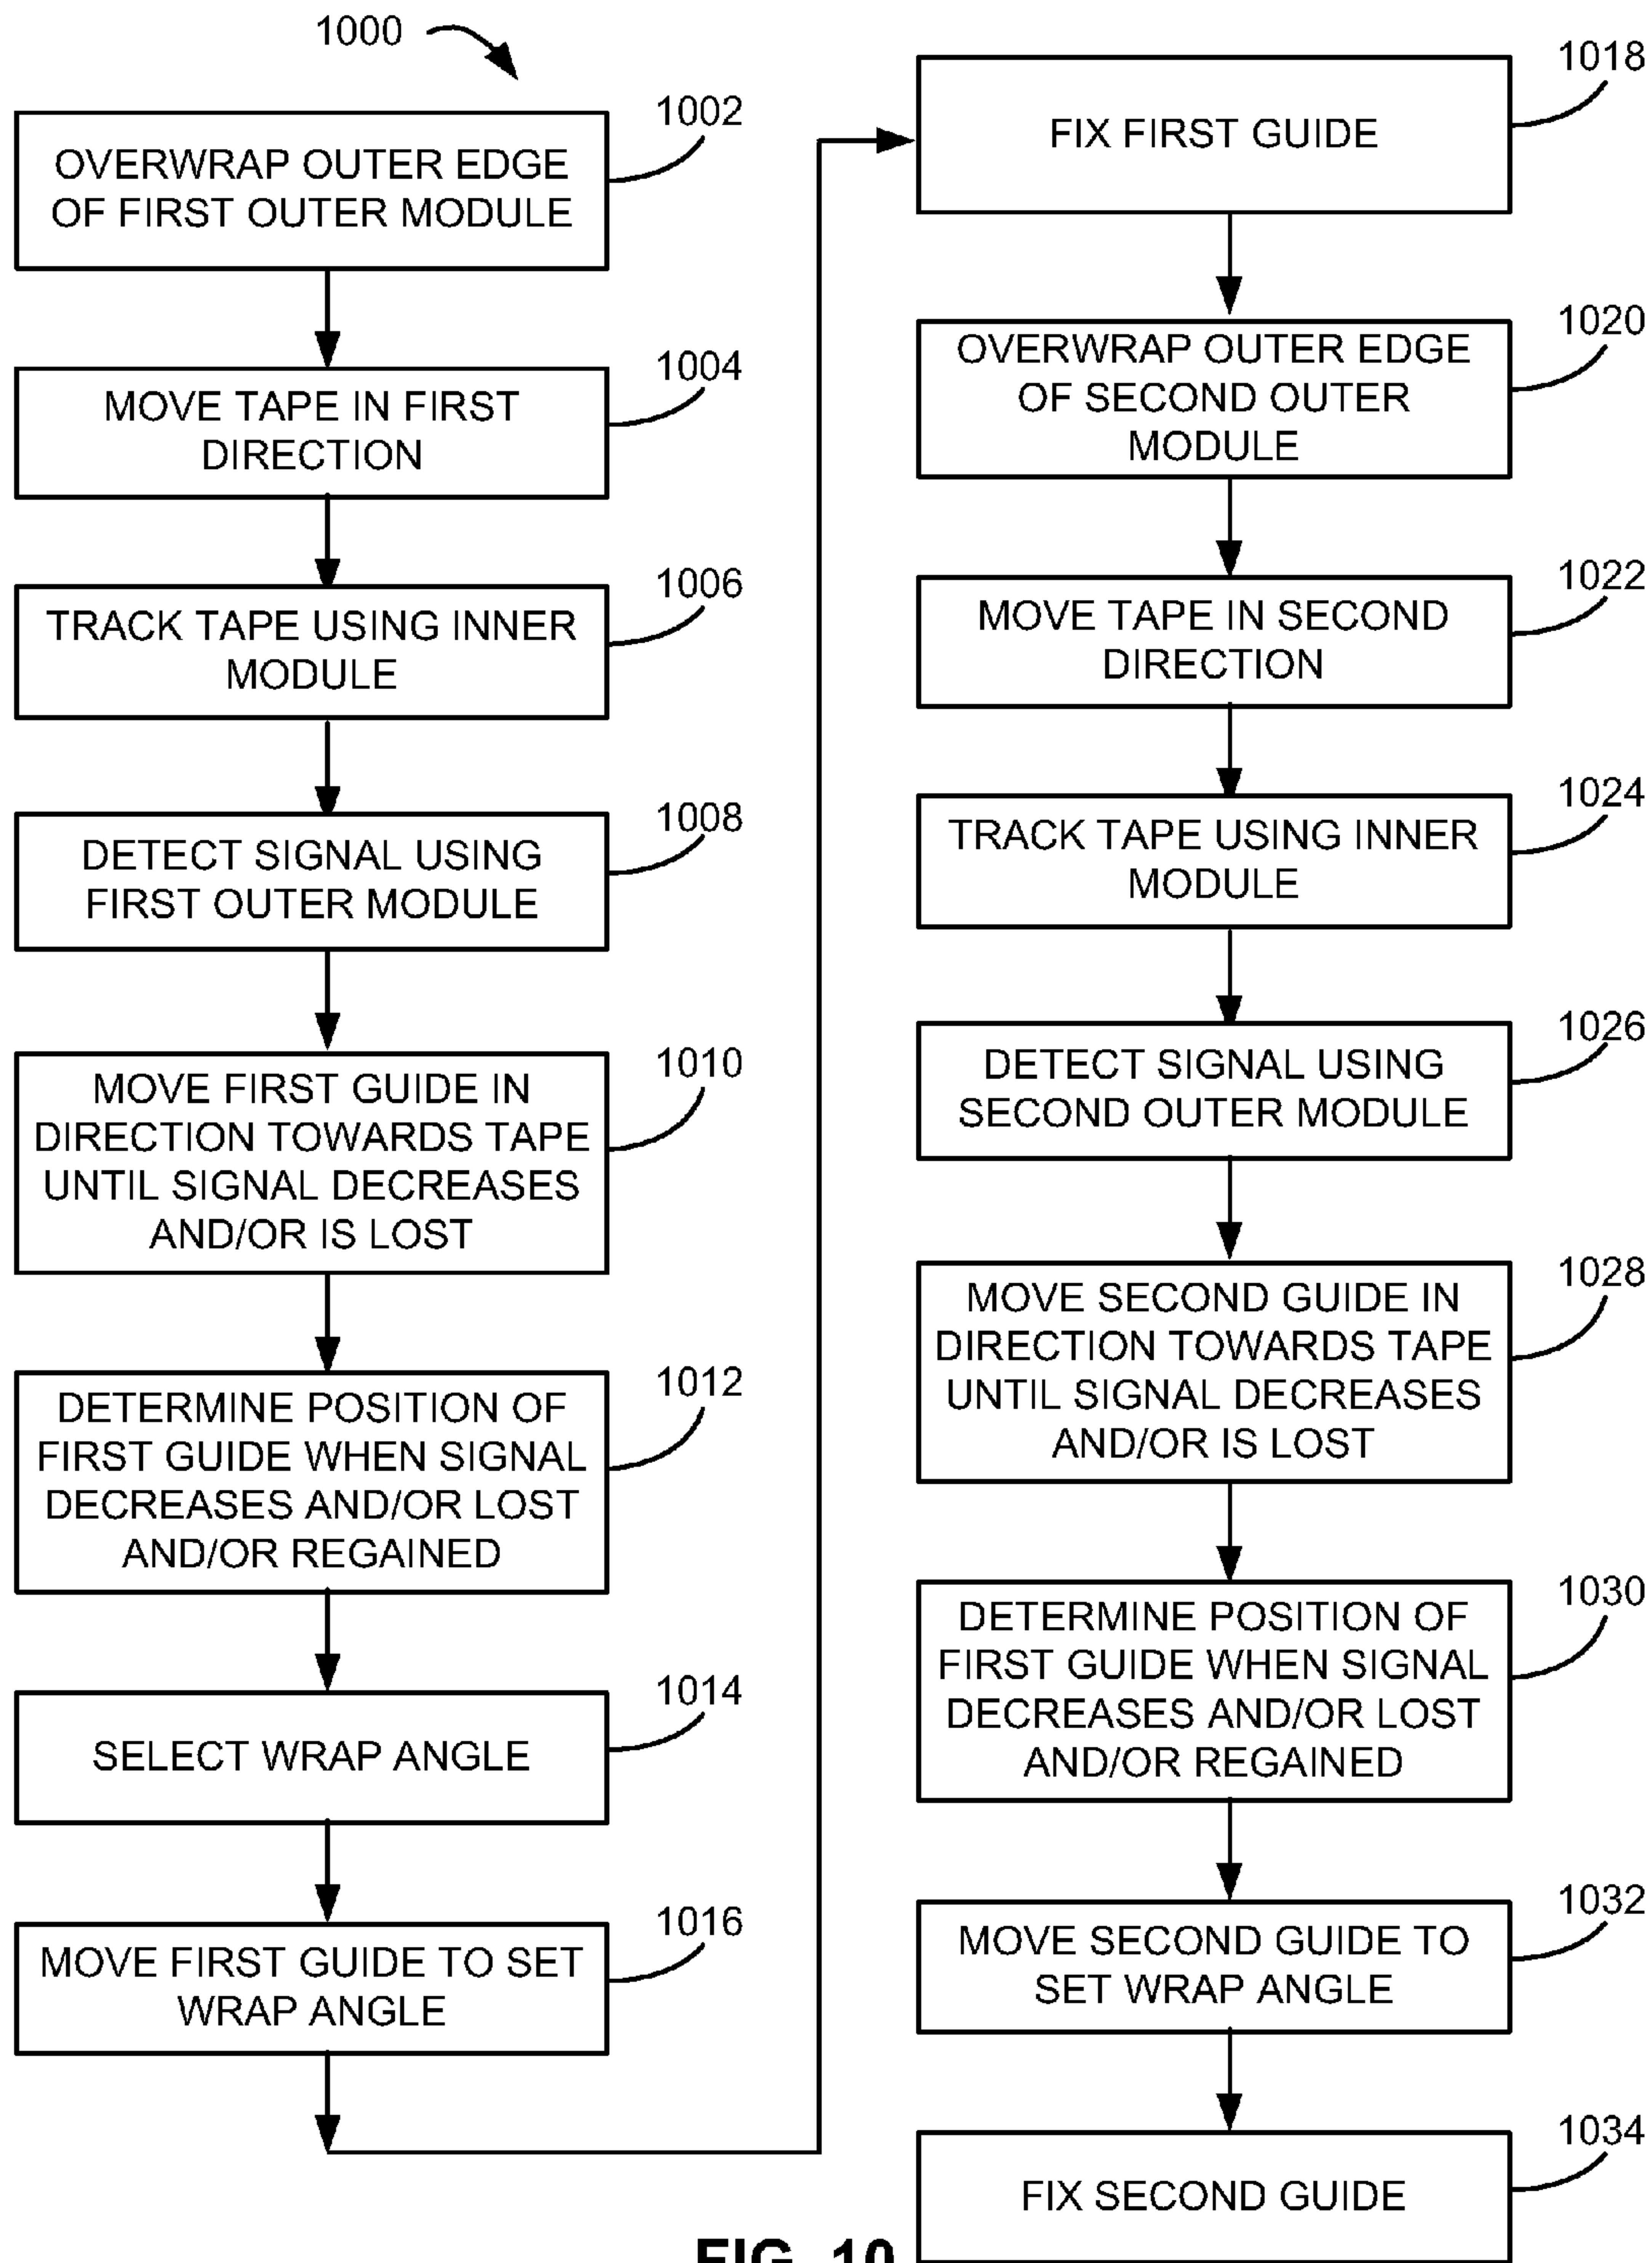 1000
1002
OVERWRAP OUTER EDGE
OF FIRST OUTER MODULE
1004
MOVE TAPE IN FIRST
DIRECTION
1006
TRACK TAPE USING INNER
MODULE
1008
DETECT SIGNAL USING
FIRST OUTER MODULE
1010
MOVE FIRST GUIDE IN
DIRECTION TOWARDS TAPE
UNTIL SIGNAL DECREASES
AND/OR IS LOST
1012
DETERMINE POSITION OF
FIRST GUIDE WHEN SIGNAL
DECREASES AND/OR LOST
AND/OR REGAINED
1014
SELECT WRAP ANGLE
1016
MOVE FIRST GUIDE TO SET
WRAP ANGLE
1018
FIX FIRST GUIDE
1020
OVERWRAP OUTER EDGE
OF SECOND OUTER
MODULE
1022
MOVE TAPE IN SECOND
DIRECTION
1024
TRACK TAPE USING INNER
MODULE
1026
DETECT SIGNAL USING
SECOND OUTER MODULE
1028
MOVE SECOND GUIDE IN
DIRECTION TOWARDS TAPE
UNTIL SIGNAL DECREASES
AND/OR IS LOST
1030
DETERMINE POSITION OF
FIRST GUIDE WHEN SIGNAL
DECREASES AND/OR LOST
AND/OR REGAINED
1032
MOVE SECOND GUIDE TO
SET WRAP ANGLE
1034
FIX SECOND GUIDE
FIG. 10